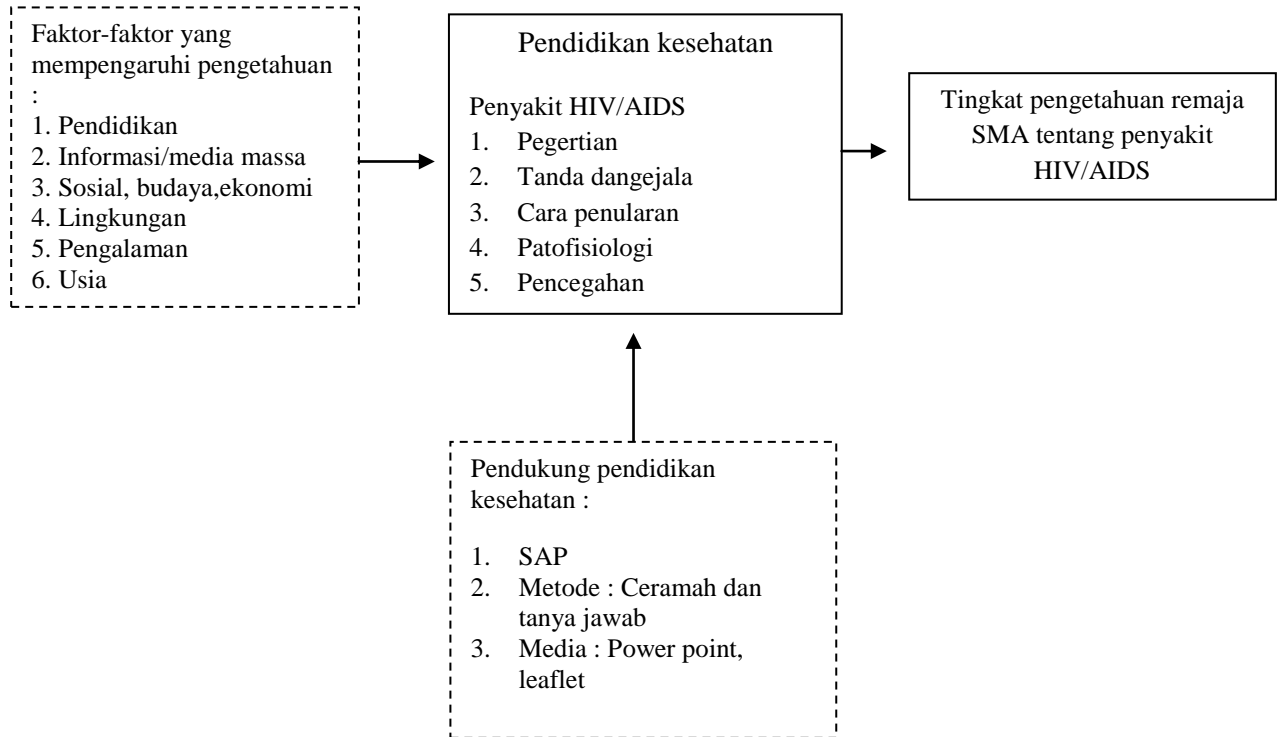 Faktor-faktor yang
mempengaruhi pengetahuan
:
1. Pendidikan
2. Informasi/media massa
3. Sosial, budaya,ekonomi
4. Lingkungan
5. Pengalaman
6. Usia
Pendidikan kesehatan
Penyakit HIV/AIDS
1. Pegertian
2. Tanda dangejala
3. Cara penularan
4. Patofisiologi
5. Pencegahan
Tingkat pengetahuan remaja
SMA tentang penyakit
HIV/AIDS
Pendukung pendidikan
kesehatan :
1. SAP
2. Metode : Ceramah dan
tanya jawab
3. Media : Power point,
leaflet